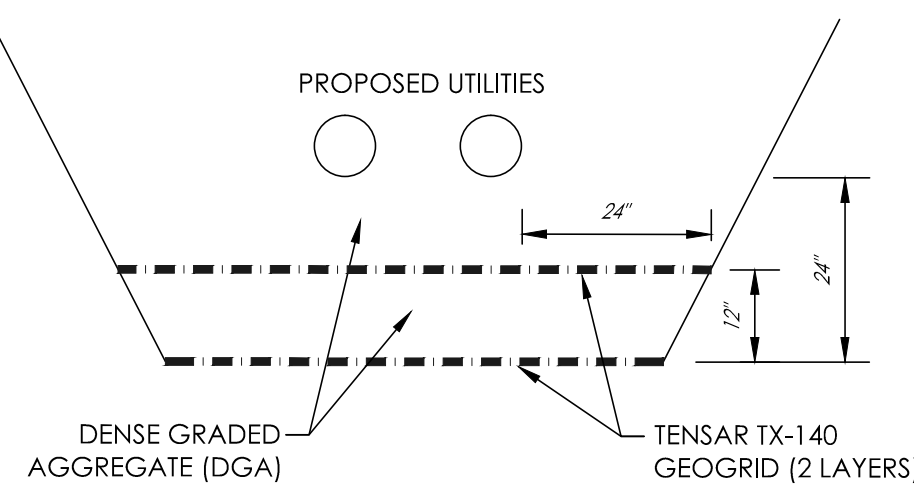 PROPOSED UTILITIES
24"
24"
12"
DENSE GRADED
AGGREGATE (DGA)
TENSAR TX-140
GEOGRID (2 LAYERS)